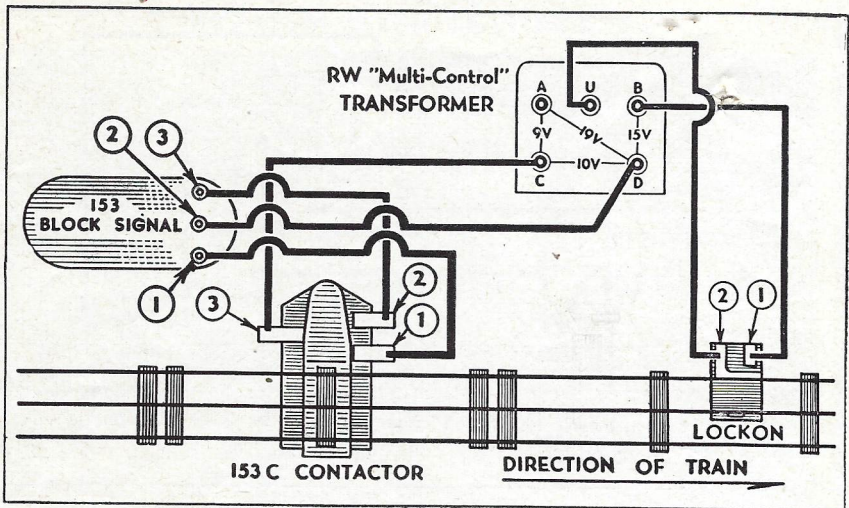 RW "Multi-Control"
TRANSFORMER
A U B
9V 19V 15V
C 10V D
2 3
153
BLOCK SIGNAL
1
3 2
1
2 1
LOCKON
153 C CONTACTOR
DIRECTION OF TRAIN